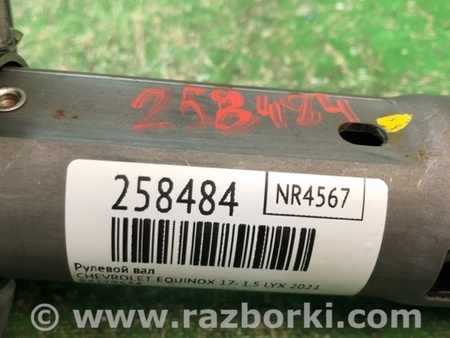 258484
258484
NR4567
Рулевой вал
CHEVROLET EQUINOX 17- 1.5 LYX 2021
www.razborki.com